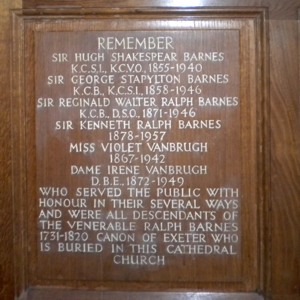 REMEMBER
SIR HUGH SHAKESPEAR BARNES
K.C.S.I., K.C.V.O., 1855-1940
SIR GEORGE STAPYLTON BARNES
K.C.B., K.C.S.I., 1858-1946
SIR REGINALD WALTER RALPH BARNES
K.C.B., D.S.O., 1871-1946
SIR KENNETH RALPH BARNES
1878-1957
MISS VIOLET VANBRUGH
1867-1942
DAME IRENE VANBRUGH
D.B.E., 1872-1949
WHO SERVED THE PUBLIC WITH
HONOUR IN THEIR SEVERAL WAYS
AND WERE ALL DESCENDANTS OF
THE VENERABLE RALPH BARNES
1731-1820 CANON OF EXETER WHO
IS BURIED IN THIS CATHEDRAL
CHURCH